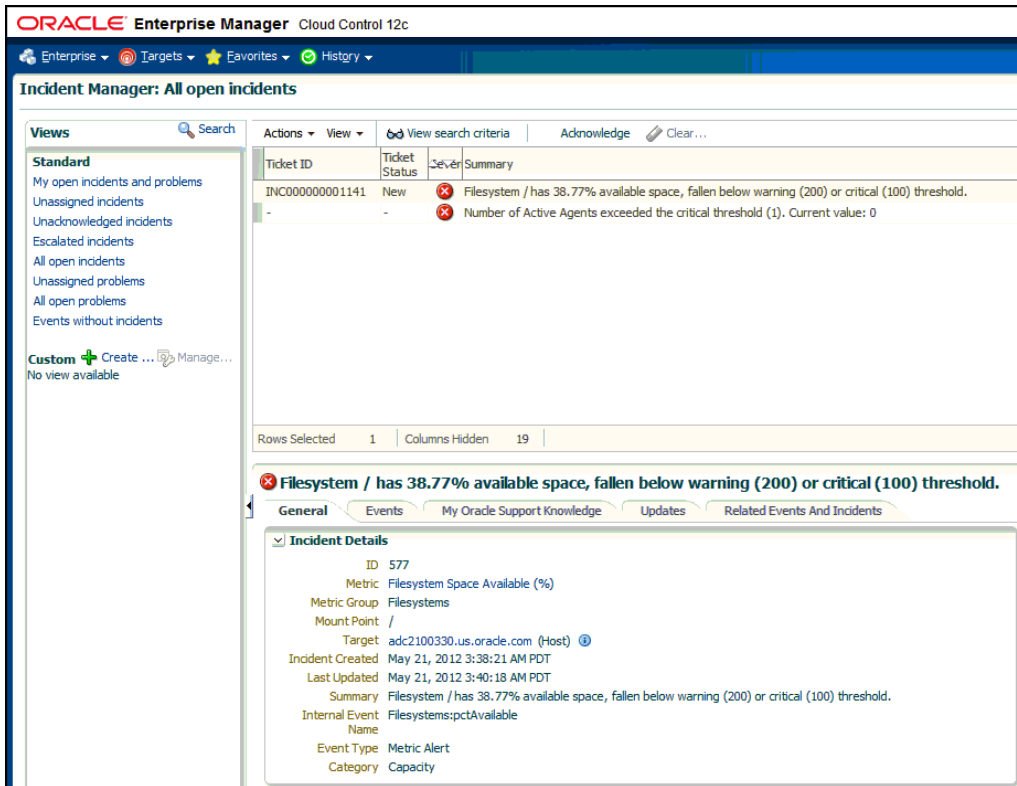 ORACLE Enterprise Manager Cloud Control 12c
Enterprise Targets Favorites History
Incident Manager: All open incidents
Views Search
Standard
My open incidents and problems
Unassigned incidents
Unacknowledged incidents
Escalated incidents
All open incidents
Unassigned problems
All open problems
Events without incidents
Custom Create ... Manage...
No view available
Actions View View search criteria Acknowledge Clear...
Ticket ID Ticket Status Summary
INC000000001141 New Filesystem / has 38.77% available space, fallen below warning (200) or critical (100) threshold.
- - Number of Active Agents exceeded the critical threshold (1). Current value: 0
Rows Selected 1 Columns Hidden 19
Filesystem / has 38.77% available space, fallen below warning (200) or critical (100) threshold.
General Events My Oracle Support Knowledge Updates Related Events And Incidents
Incident Details
ID 577
Metric Filesystem Space Available (%)
Metric Group Filesystems
Mount Point /
Target adc2100330.us.oracle.com (Host)
Incident Created May 21, 2012 3:38:21 AM PDT
Last Updated May 21, 2012 3:40:18 AM PDT
Summary Filesystem / has 38.77% available space, fallen below warning (200) or critical (100) threshold.
Internal Event Name Filesystems:pctAvailable
Event Type Metric Alert
Category Capacity